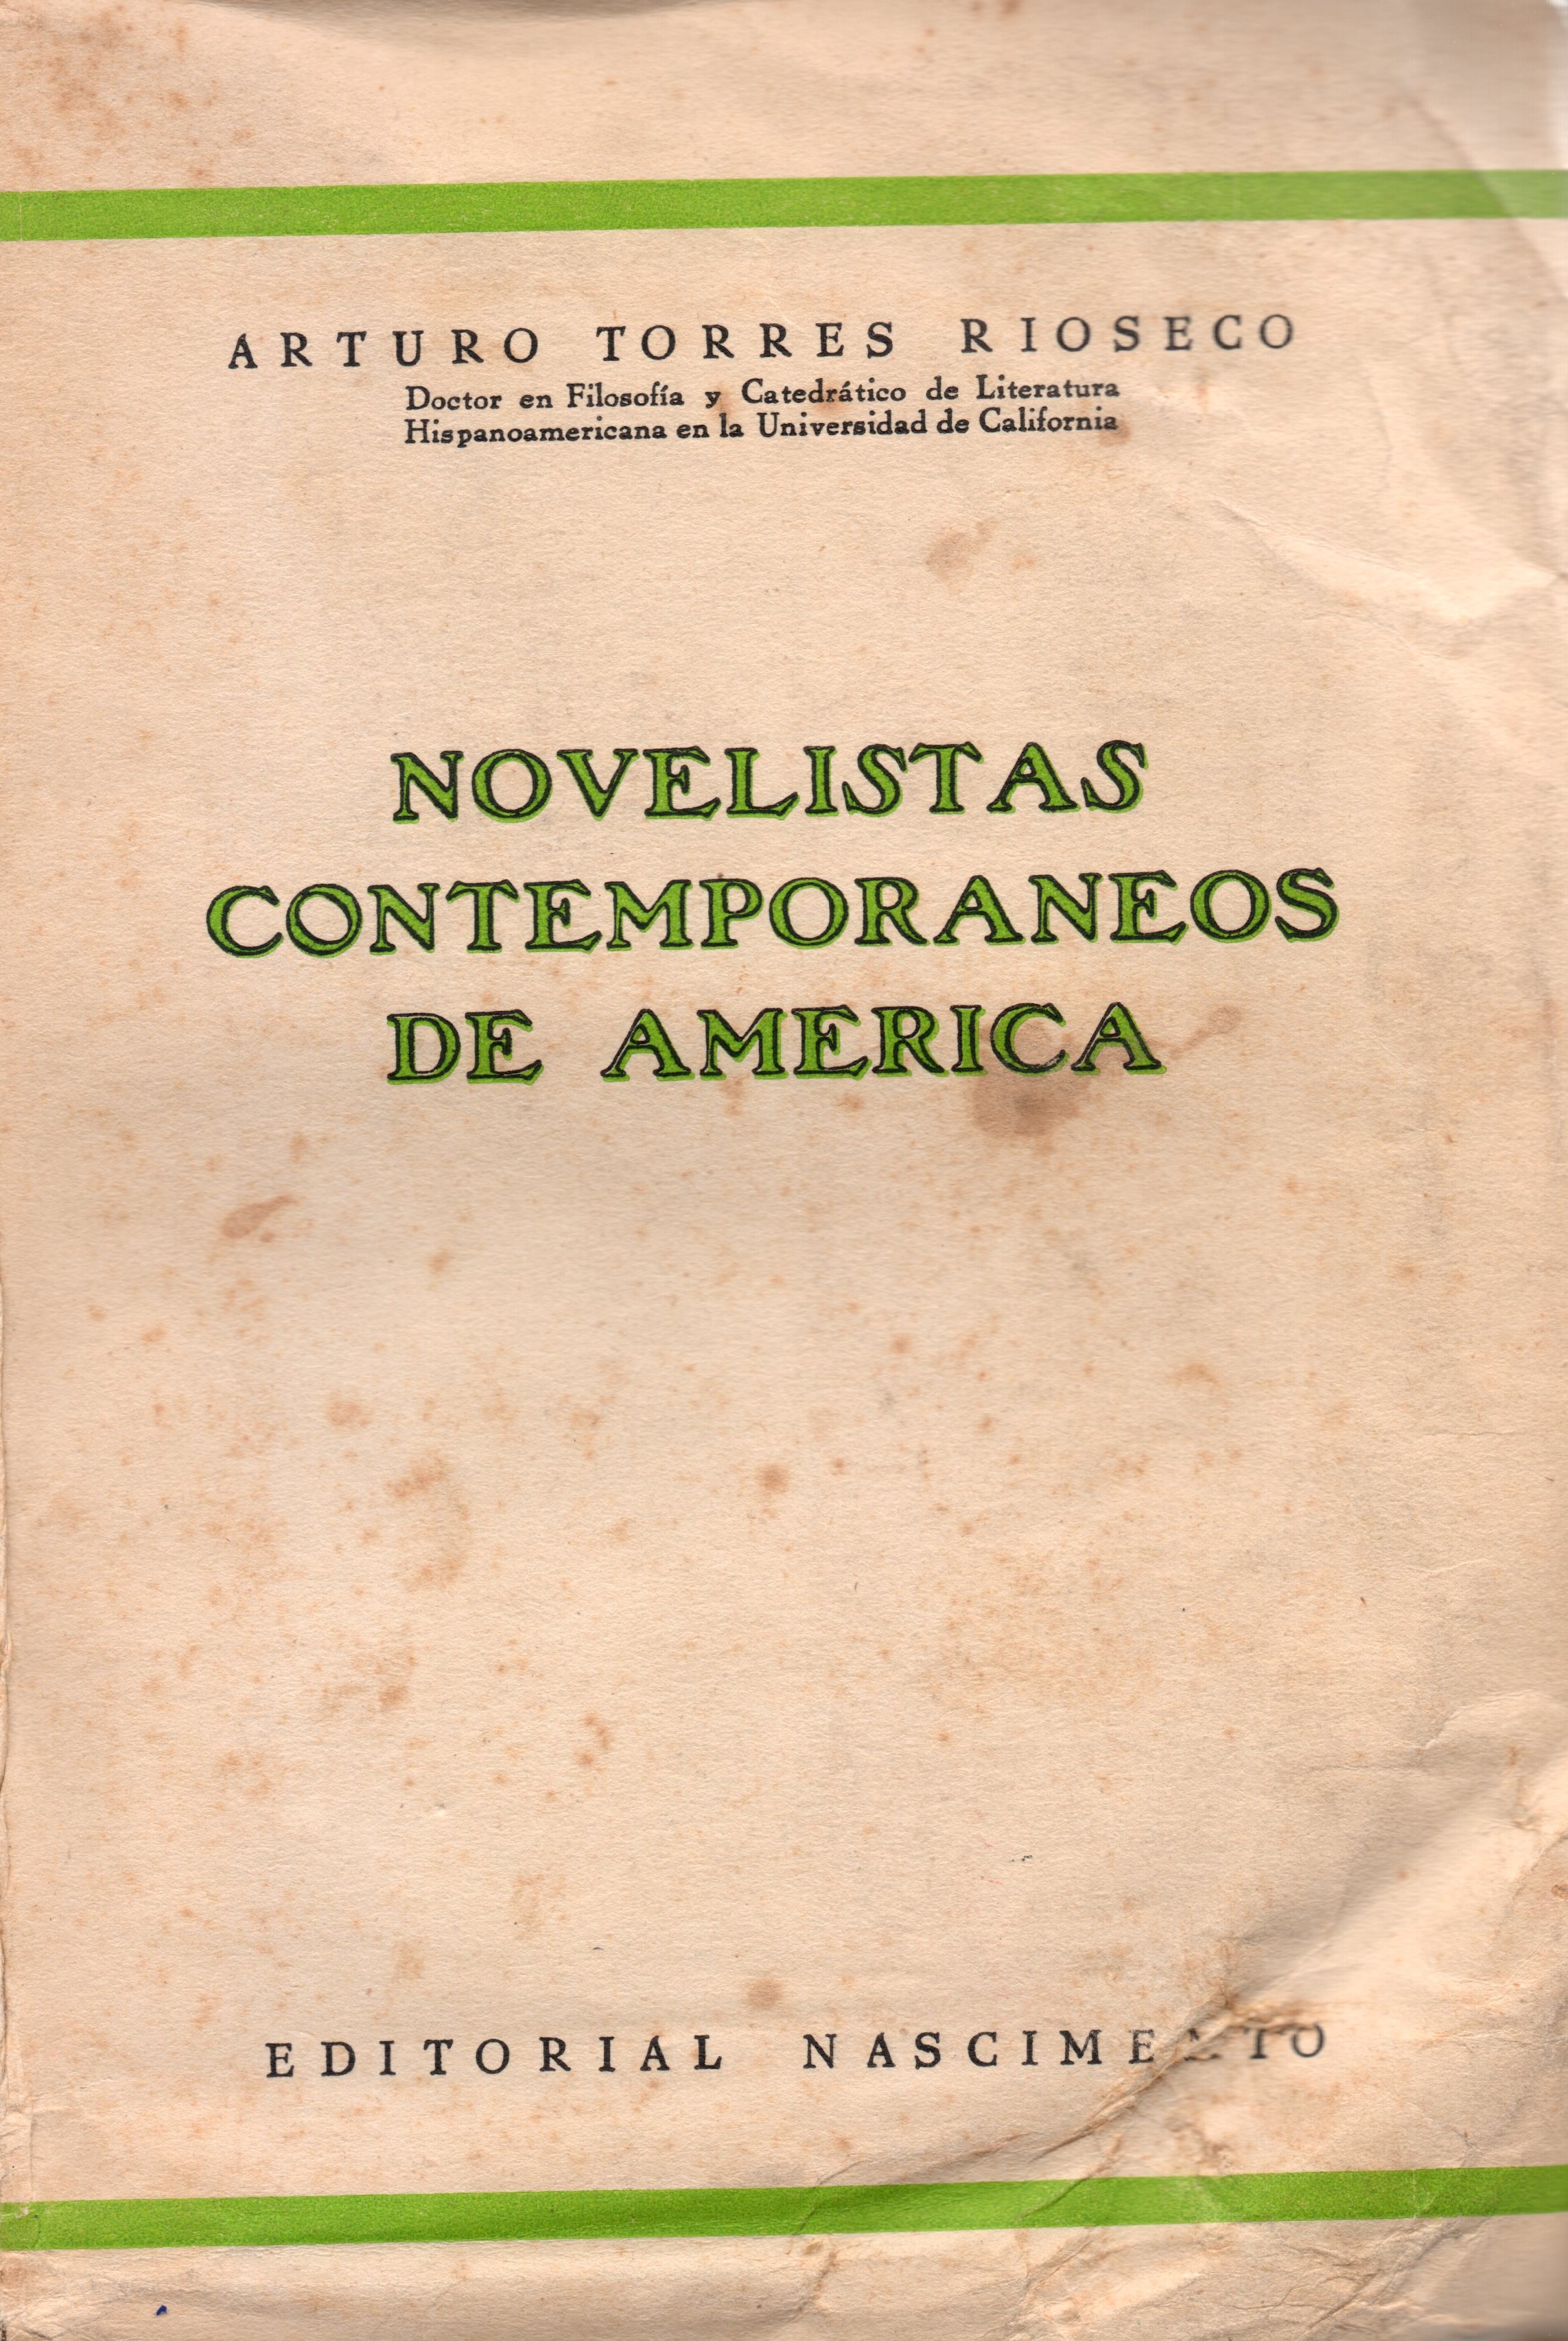 ARTURO TORRES RIOSECO
Doctor en Filosofía y Catedrático de Literatura
Hispanoamericana en la Universidad de California
NOVELISTAS
CONTEMPORANEOS
DE AMERICA
EDITORIAL NASCIMENTO